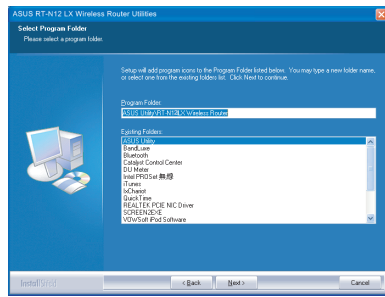 ASUS RT-N12 LX Wireless Router Utilities
Select Program Folder
Please select a program folder.
Setup will add program icons to the Program Folder listed below. You may type a new folder name,
or select one from the existing folders list. Click Next to continue.
Program Folder:
ASUS Utility\RT-N12LX Wireless Router
Existing Folders:
ASUS Utility
BandLuxe
Bluetooth
Catalyst Control Center
DU Meter
Intel PROSet 無線
iTunes
IxChariot
QuickTime
REALTEK PCIE NIC Driver
SCREEN2EXE
VOWSoft iPod Software
InstallShield
< Back
Next >
Cancel